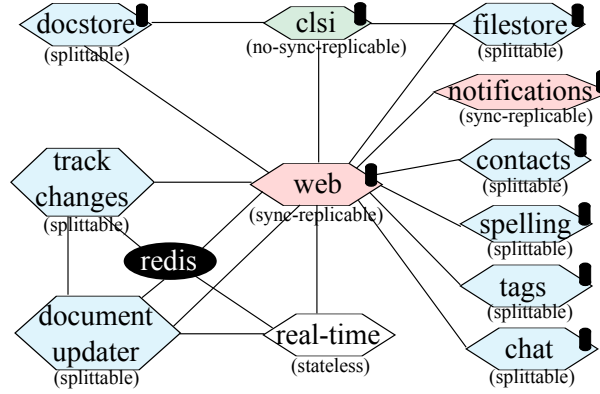 docstore
(splittable)
clsi
(no-sync-replicable)
filestore
(splittable)
notifications
(sync-replicable)
track
changes
(splittable)
web
(sync-replicable)
contacts
(splittable)
spelling
(splittable)
redis
tags
(splittable)
document
updater
(splittable)
real-time
(stateless)
chat
(splittable)